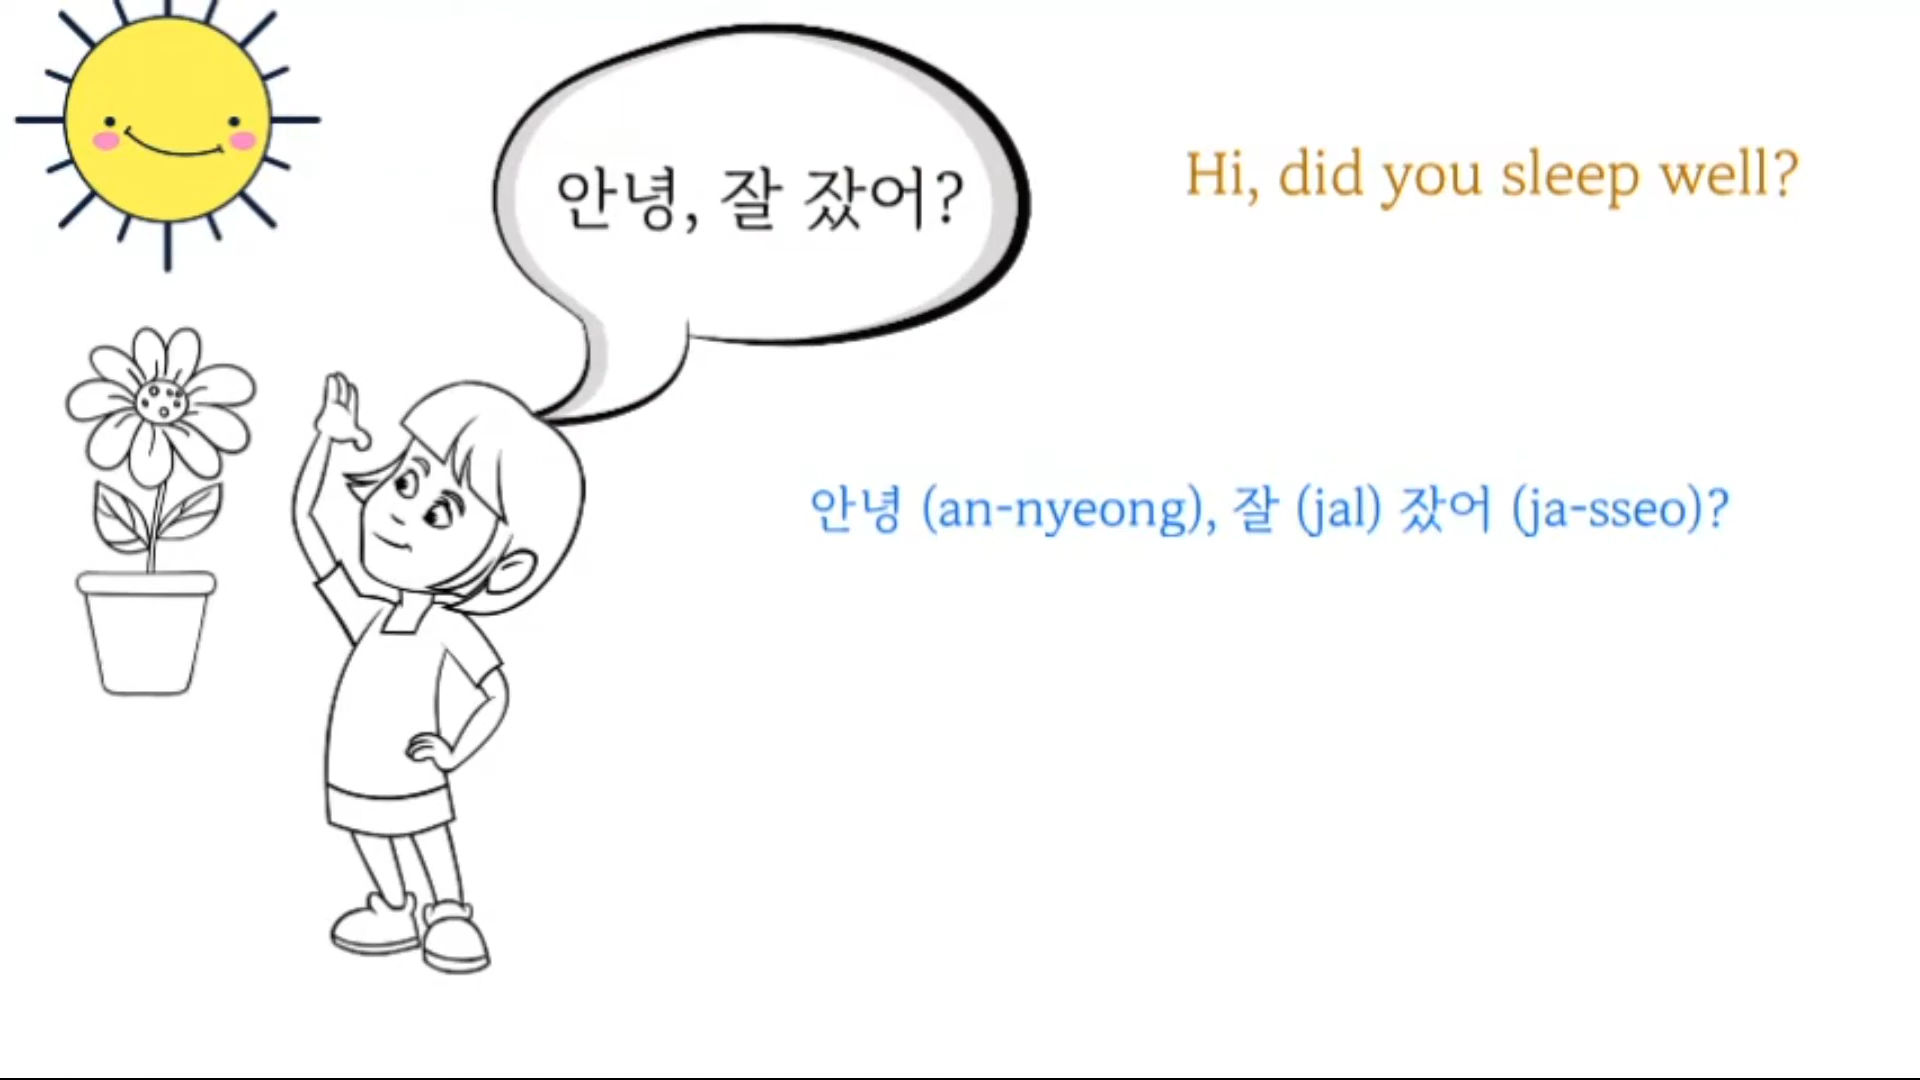 안녕, 잘 잤어?
Hi, did you sleep well?
안녕 (an-nyeong), 잘 (jal) 잤어 (ja-sseo)?